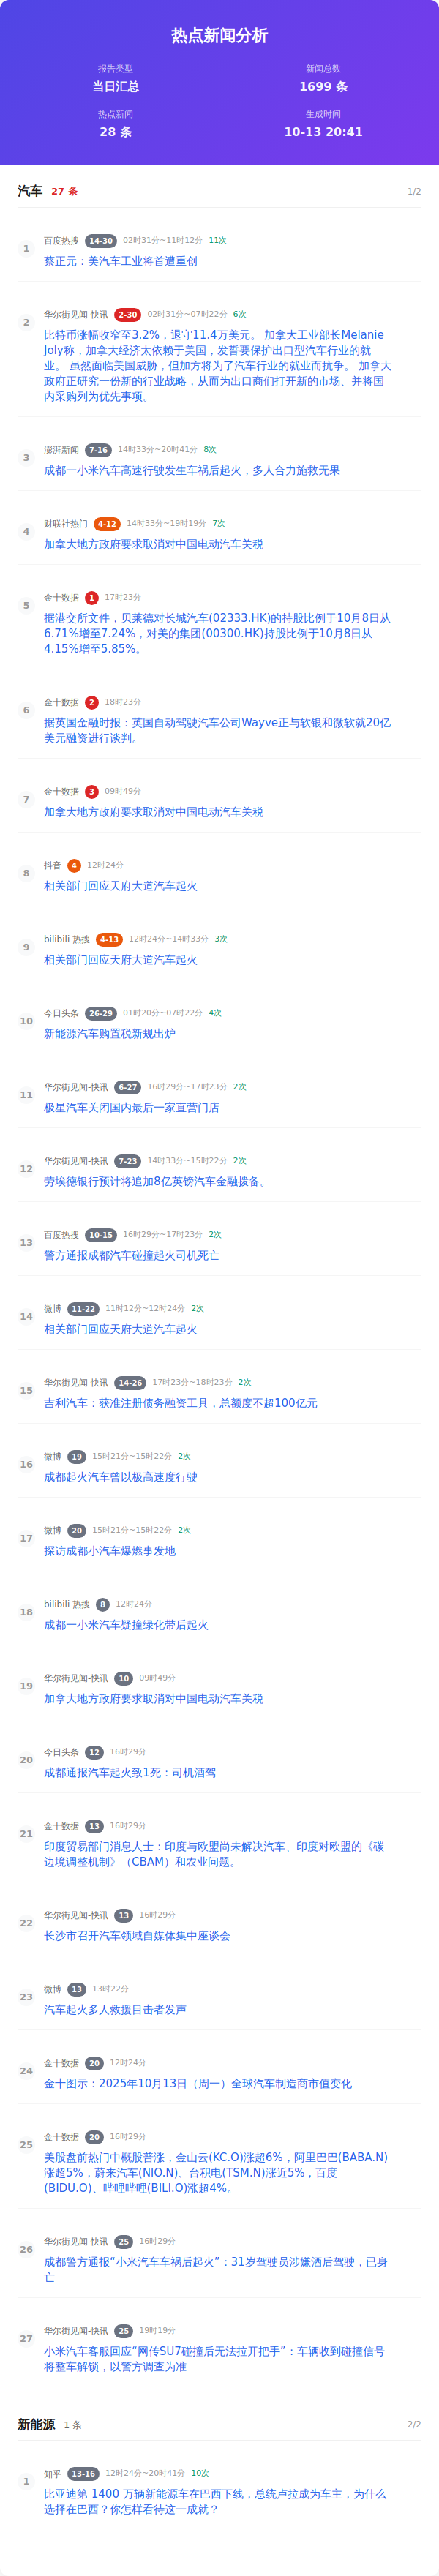 热点新闻分析
报告类型
新闻总数
当日汇总
1699 条
热点新闻
生成时间
28 条
10-13 20:41
汽车 27 条 1/2
1
百度热搜 14-30 02时31分~11时12分 11次
蔡正元：美汽车工业将首遭重创
2
华尔街见闻-快讯 2-30 02时31分~07时22分 6次
比特币涨幅收窄至3.2%，退守11.4万美元。 加拿大工业部长Melanie
Joly称，加拿大经济太依赖于美国，发誓要保护出口型汽车行业的就
业。 虽然面临美国威胁，但加方将为了汽车行业的就业而抗争。 加拿大
政府正研究一份新的行业战略，从而为出口商们打开新的市场、并将国
内采购列为优先事项。
3
澎湃新闻 7-16 14时33分~20时41分 8次
成都一小米汽车高速行驶发生车祸后起火，多人合力施救无果
4
财联社热门 4-12 14时33分~19时19分 7次
加拿大地方政府要求取消对中国电动汽车关税
5
金十数据 1 17时23分
据港交所文件，贝莱德对长城汽车(02333.HK)的持股比例于10月8日从
6.71%增至7.24%，对美的集团(00300.HK)持股比例于10月8日从
4.15%增至5.85%。
6
金十数据 2 18时23分
据英国金融时报：英国自动驾驶汽车公司Wayve正与软银和微软就20亿
美元融资进行谈判。
7
金十数据 3 09时49分
加拿大地方政府要求取消对中国电动汽车关税
8
抖音 4 12时24分
相关部门回应天府大道汽车起火
9
bilibili 热搜 4-13 12时24分~14时33分 3次
相关部门回应天府大道汽车起火
10
今日头条 26-29 01时20分~07时22分 4次
新能源汽车购置税新规出炉
11
华尔街见闻-快讯 6-27 16时29分~17时23分 2次
极星汽车关闭国内最后一家直营门店
12
华尔街见闻-快讯 7-23 14时33分~15时22分 2次
劳埃德银行预计将追加8亿英镑汽车金融拨备。
13
百度热搜 10-15 16时29分~17时23分 2次
警方通报成都汽车碰撞起火司机死亡
14
微博 11-22 11时12分~12时24分 2次
相关部门回应天府大道汽车起火
15
华尔街见闻-快讯 14-26 17时23分~18时23分 2次
吉利汽车：获准注册债务融资工具，总额度不超100亿元
16
微博 19 15时21分~15时22分 2次
成都起火汽车曾以极高速度行驶
17
微博 20 15时21分~15时22分 2次
探访成都小汽车爆燃事发地
18
bilibili 热搜 8 12时24分
成都一小米汽车疑撞绿化带后起火
19
华尔街见闻-快讯 10 09时49分
加拿大地方政府要求取消对中国电动汽车关税
20
今日头条 12 16时29分
成都通报汽车起火致1死：司机酒驾
21
金十数据 13 16时29分
印度贸易部门消息人士：印度与欧盟尚未解决汽车、印度对欧盟的《碳
边境调整机制》（CBAM）和农业问题。
22
华尔街见闻-快讯 13 16时29分
长沙市召开汽车领域自媒体集中座谈会
23
微博 13 13时22分
汽车起火多人救援目击者发声
24
金十数据 20 12时24分
金十图示：2025年10月13日（周一）全球汽车制造商市值变化
25
金十数据 20 16时29分
美股盘前热门中概股普涨，金山云(KC.O)涨超6%，阿里巴巴(BABA.N)
涨超5%，蔚来汽车(NIO.N)、台积电(TSM.N)涨近5%，百度
(BIDU.O)、哔哩哔哩(BILI.O)涨超4%。
26
华尔街见闻-快讯 25 16时29分
成都警方通报“小米汽车车祸后起火”：31岁驾驶员涉嫌酒后驾驶，已身
亡
27
华尔街见闻-快讯 25 19时19分
小米汽车客服回应“网传SU7碰撞后无法拉开把手”：车辆收到碰撞信号
将整车解锁，以警方调查为准
新能源 1 条 2/2
1
知乎 13-16 12时24分~20时41分 10次
比亚迪第 1400 万辆新能源车在巴西下线，总统卢拉成为车主，为什么
选择在巴西？你怎样看待这一成就？